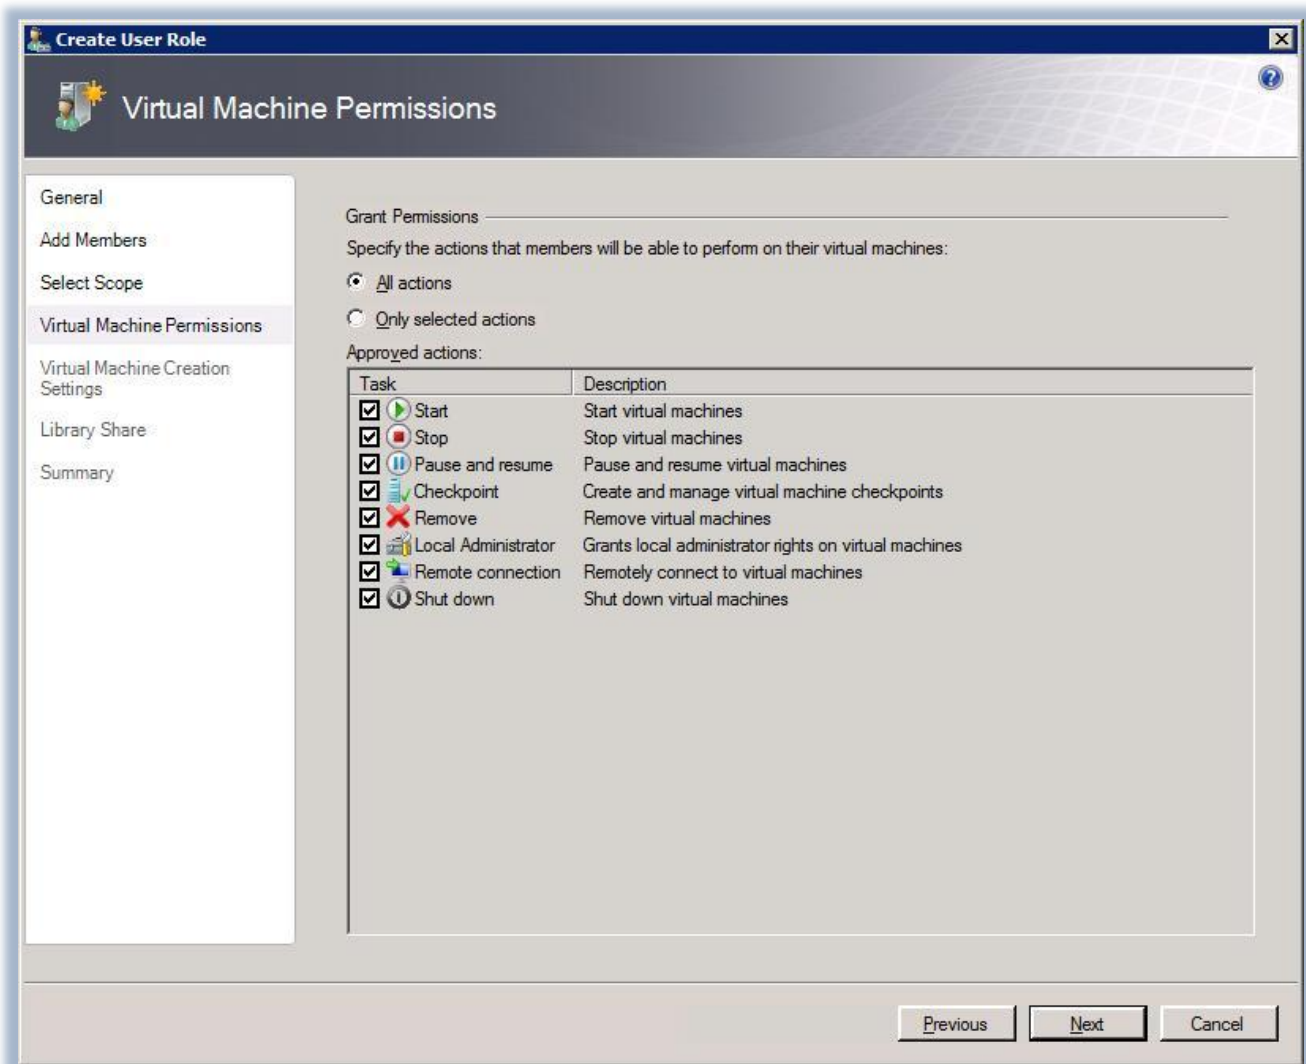 Create User Role
Virtual Machine Permissions
General
Add Members
Select Scope
Virtual Machine Permissions
Virtual Machine Creation
Settings
Library Share
Summary
Grant Permissions
Specify the actions that members will be able to perform on their virtual machines:
All actions
Only selected actions
Approved actions:
Task Description
Start Start virtual machines
Stop Stop virtual machines
Pause and resume Pause and resume virtual machines
Checkpoint Create and manage virtual machine checkpoints
Remove Remove virtual machines
Local Administrator Grants local administrator rights on virtual machines
Remote connection Remotely connect to virtual machines
Shut down Shut down virtual machines
Previous Next Cancel